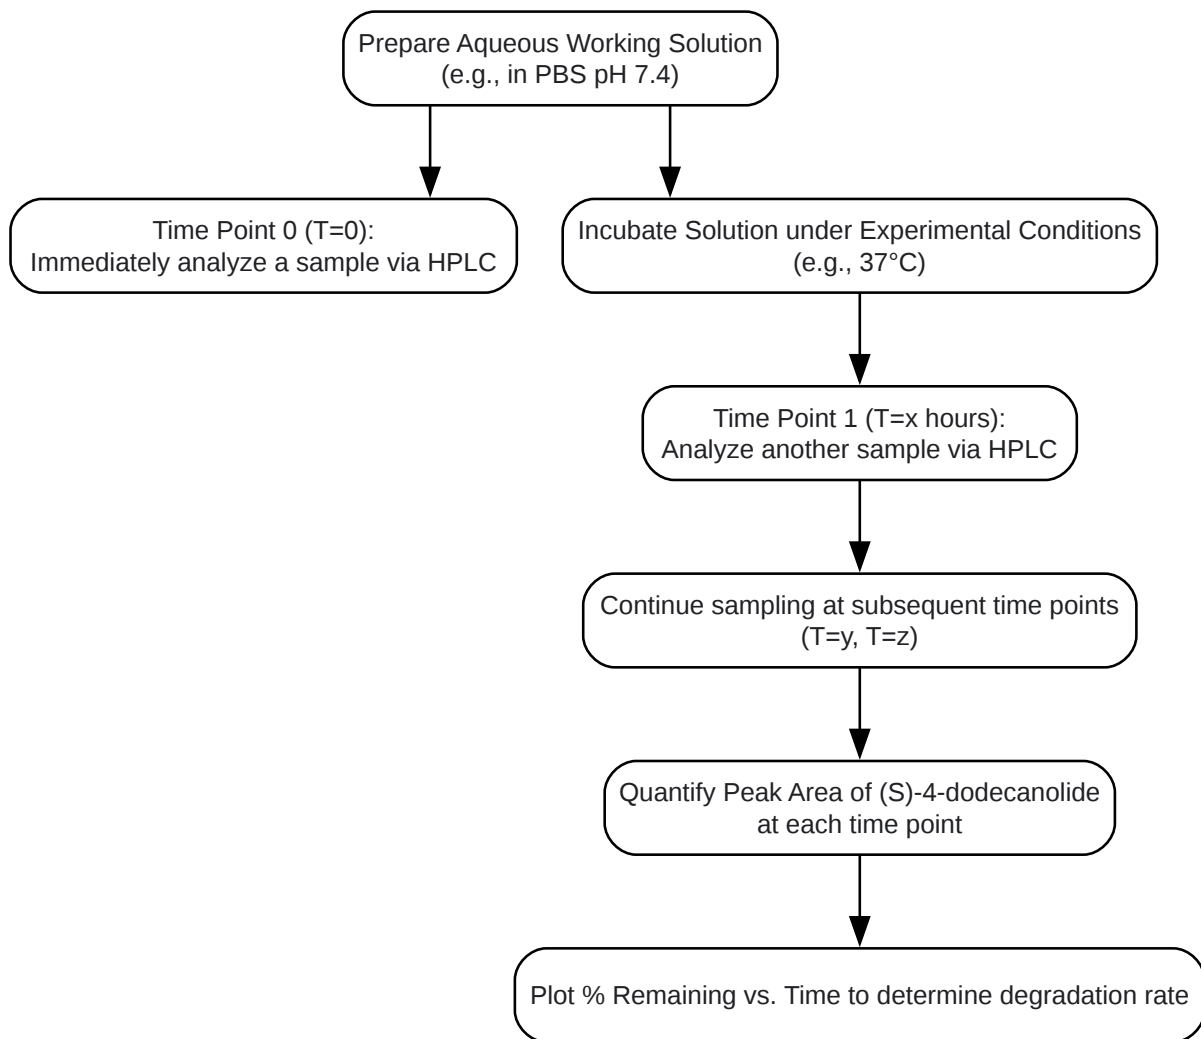 Prepare Aqueous Working Solution
(e.g., in PBS pH 7.4)
Time Point 0 (T=0):
Immediately analyze a sample via HPLC
Incubate Solution under Experimental Conditions
(e.g., 37°C)
Time Point 1 (T=x hours):
Analyze another sample via HPLC
Continue sampling at subsequent time points
(T=y, T=z)
Quantify Peak Area of (S)-4-dodecanolide
at each time point
Plot % Remaining vs. Time to determine degradation rate